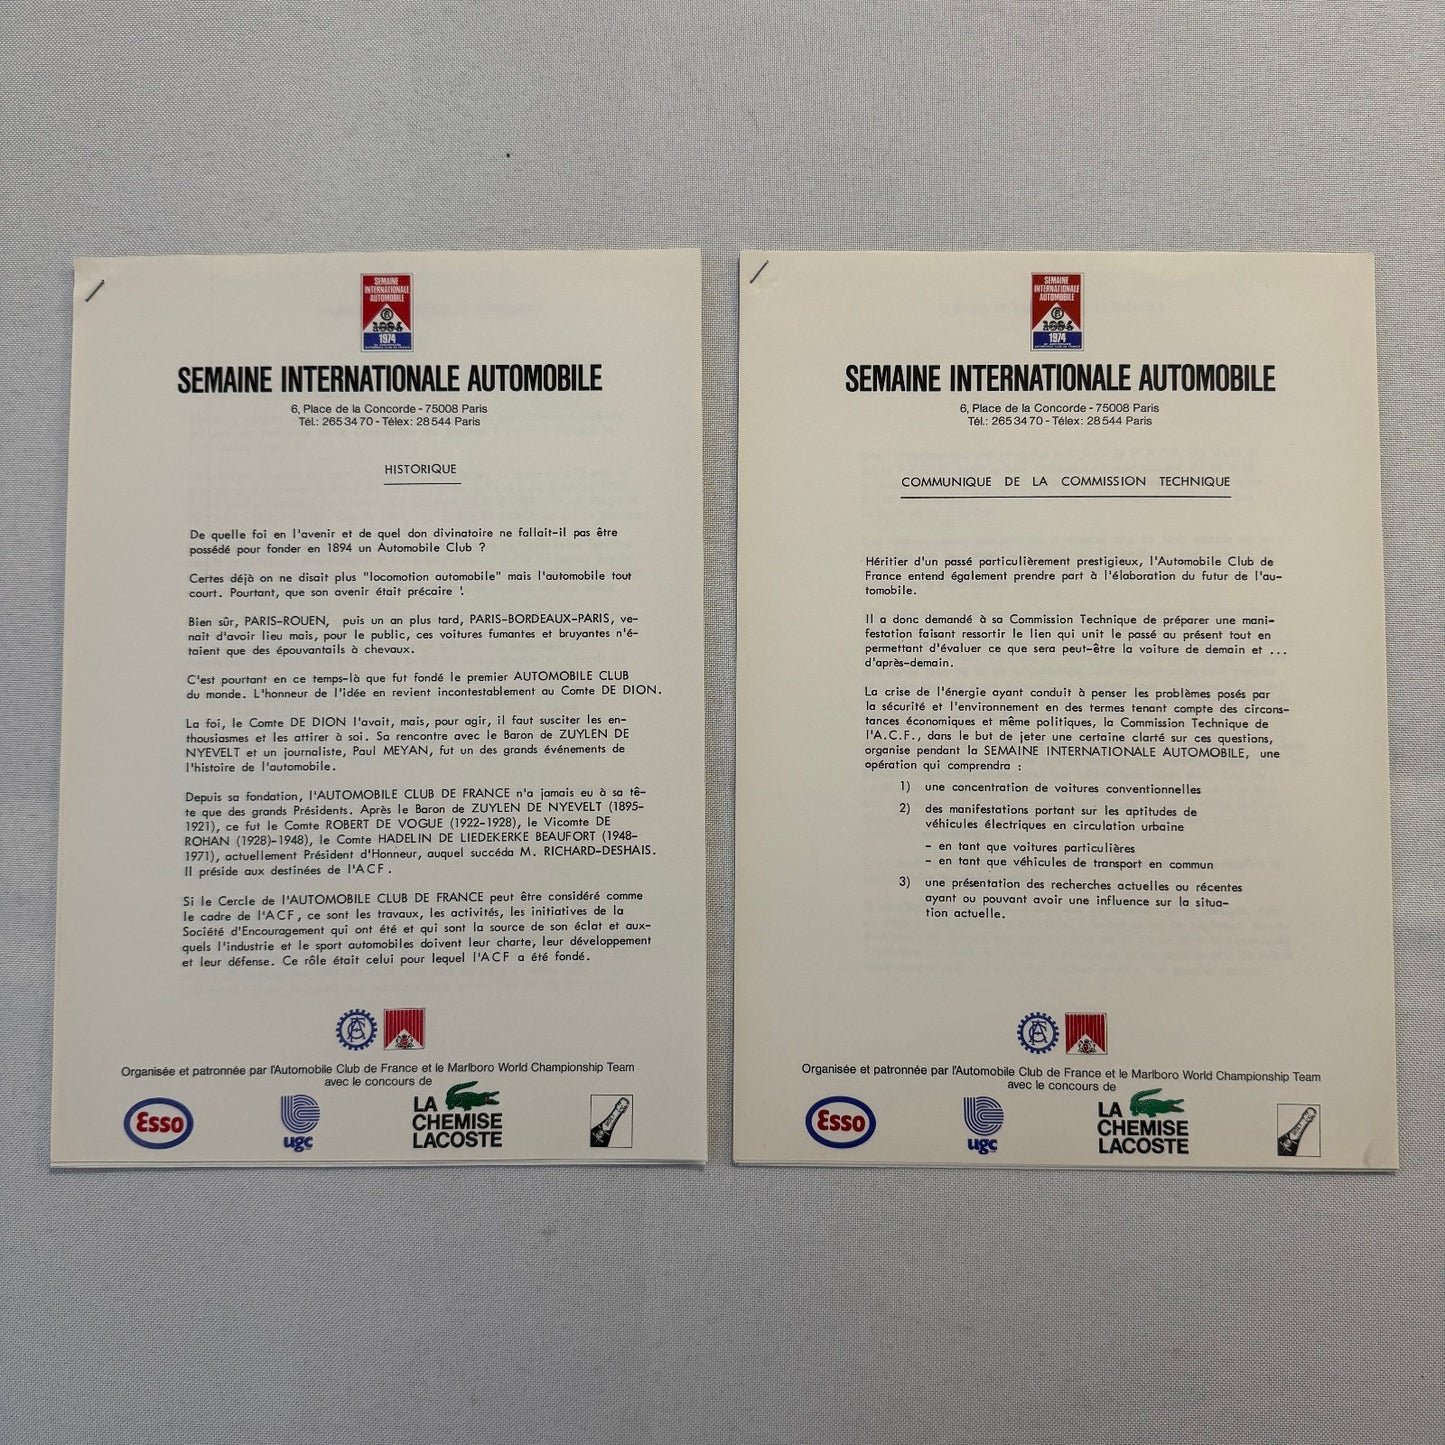 SEMAINE
INTERNATIONALE
AUTOMOBILE
1974
SEMAINE INTERNATIONALE AUTOMOBILE
6, Place de la Concorde - 75008 Paris
Tél.: 265 34 70 - Télex: 28 544 Paris
HISTORIQUE
De quelle foi en l'avenir et de quel don divinatoire ne fallait-il pas être
possédé pour fonder en 1894 un Automobile Club ?
Certes déjà on ne disait plus "locomotion automobile" mais l'automobile tout
court. Pourtant, que son avenir était précaire !
Bien sûr, PARIS-ROUEN, puis un an plus tard, PARIS-BORDEAUX-PARIS, ve-
nait d'avoir lieu mais, pour le public, ces voitures fumantes et bruyantes n'é-
taient que des épouvantails à chevaux.
C'est pourtant en ce temps-là que fut fondé le premier AUTOMOBILE CLUB
du monde. L'honneur de l'idée en revient incontestablement au Comte DE DION.
La foi, le Comte DE DION l'avait, mais, pour agir, il faut susciter les en-
thousiasmes et les attirer à soi. Sa rencontre avec le Baron de ZUYLEN DE
NYEVELT et un journaliste, Paul MEYAN, fut un des grands événements de
l'histoire de l'automobile.
Depuis sa fondation, l'AUTOMOBILE CLUB DE FRANCE n'a jamais eu à sa tê-
te que des grands Présidents. Après le Baron de ZUYLEN DE NYEVELT (1895-
1921), ce fut le Comte ROBERT DE VOGUE (1922-1928), le Vicomte DE
ROHAN (1928)-1948), le Comte HADELIN DE LIEDEKERKE BEAUFORT (1948-
1971), actuellement Président d'Honneur, auquel succéda M. RICHARD-DESHAIS.
Il préside aux destinées de l'ACF.
Si le Cercle de l'AUTOMOBILE CLUB DE FRANCE peut être considéré comme
le cadre de l'ACF, ce sont les travaux, les activités, les initiatives de la
Société d'Encouragement qui ont été et qui sont la source de son éclat et aux-
quels l'industrie et le sport automobiles doivent leur charte, leur développement
et leur défense. Ce rôle était celui pour lequel l'ACF a été fondé.
Organisée et patronnée par l'Automobile Club de France et le Marlboro World Championship Team
avec le concours de
Esso
ugc
LA
CHEMISE
LACOSTE
SEMAINE
INTERNATIONALE
AUTOMOBILE
1974
SEMAINE INTERNATIONALE AUTOMOBILE
6, Place de la Concorde - 75008 Paris
Tél.: 265 34 70 - Télex: 28 544 Paris
COMMUNIQUE DE LA COMMISSION TECHNIQUE
Héritier d'un passé particulièrement prestigieux, l'Automobile Club de
France entend également prendre part à l'élaboration du futur de l'au-
tomobile.
Il a donc demandé à sa Commission Technique de préparer une mani-
festation faisant ressortir le lien qui unit le passé au présent tout en
permettant d'évaluer ce que sera peut-être la voiture de demain et ...
d'après-demain.
La crise de l'énergie ayant conduit à penser les problèmes posés par
la sécurité et l'environnement en des termes tenant compte des circons-
tances économiques et même politiques, la Commission Technique de
l'A.C.F., dans le but de jeter une certaine clarté sur ces questions,
organise pendant la SEMAINE INTERNATIONALE AUTOMOBILE, une
opération qui comprendra :
1) une concentration de voitures conventionnelles
2) des manifestations portant sur les aptitudes de
véhicules électriques en circulation urbaine
- en tant que voitures particulières
- en tant que véhicules de transport en commun
3) une présentation des recherches actuelles ou récentes
ayant ou pouvant avoir une influence sur la situa-
tion actuelle.
Organisée et patronnée par l'Automobile Club de France et le Marlboro World Championship Team
avec le concours de
Esso
ugc
LA
CHEMISE
LACOSTE